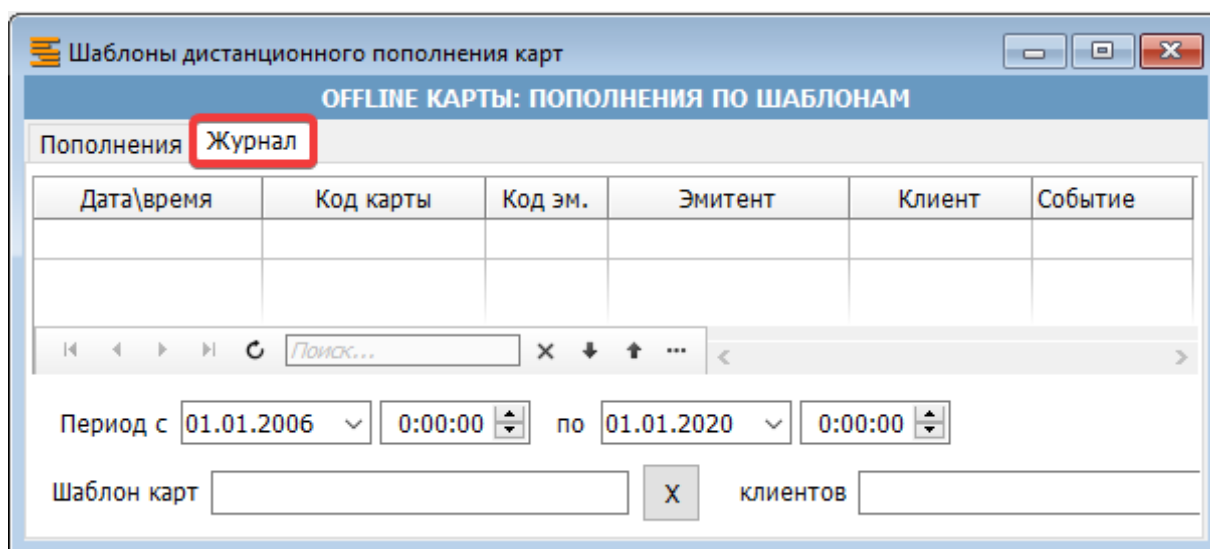 Шаблоны дистанционного пополнения карт
OFFLINE КАРТЫ: ПОПОЛНЕНИЯ ПО ШАБЛОНАМ
Пополнения Журнал
Дата\время Код карты Код эм. Эмитент Клиент Событие
Поиск...
Период с 01.01.2006 0:00:00 по 01.01.2020 0:00:00
Шаблон карт X клиентов